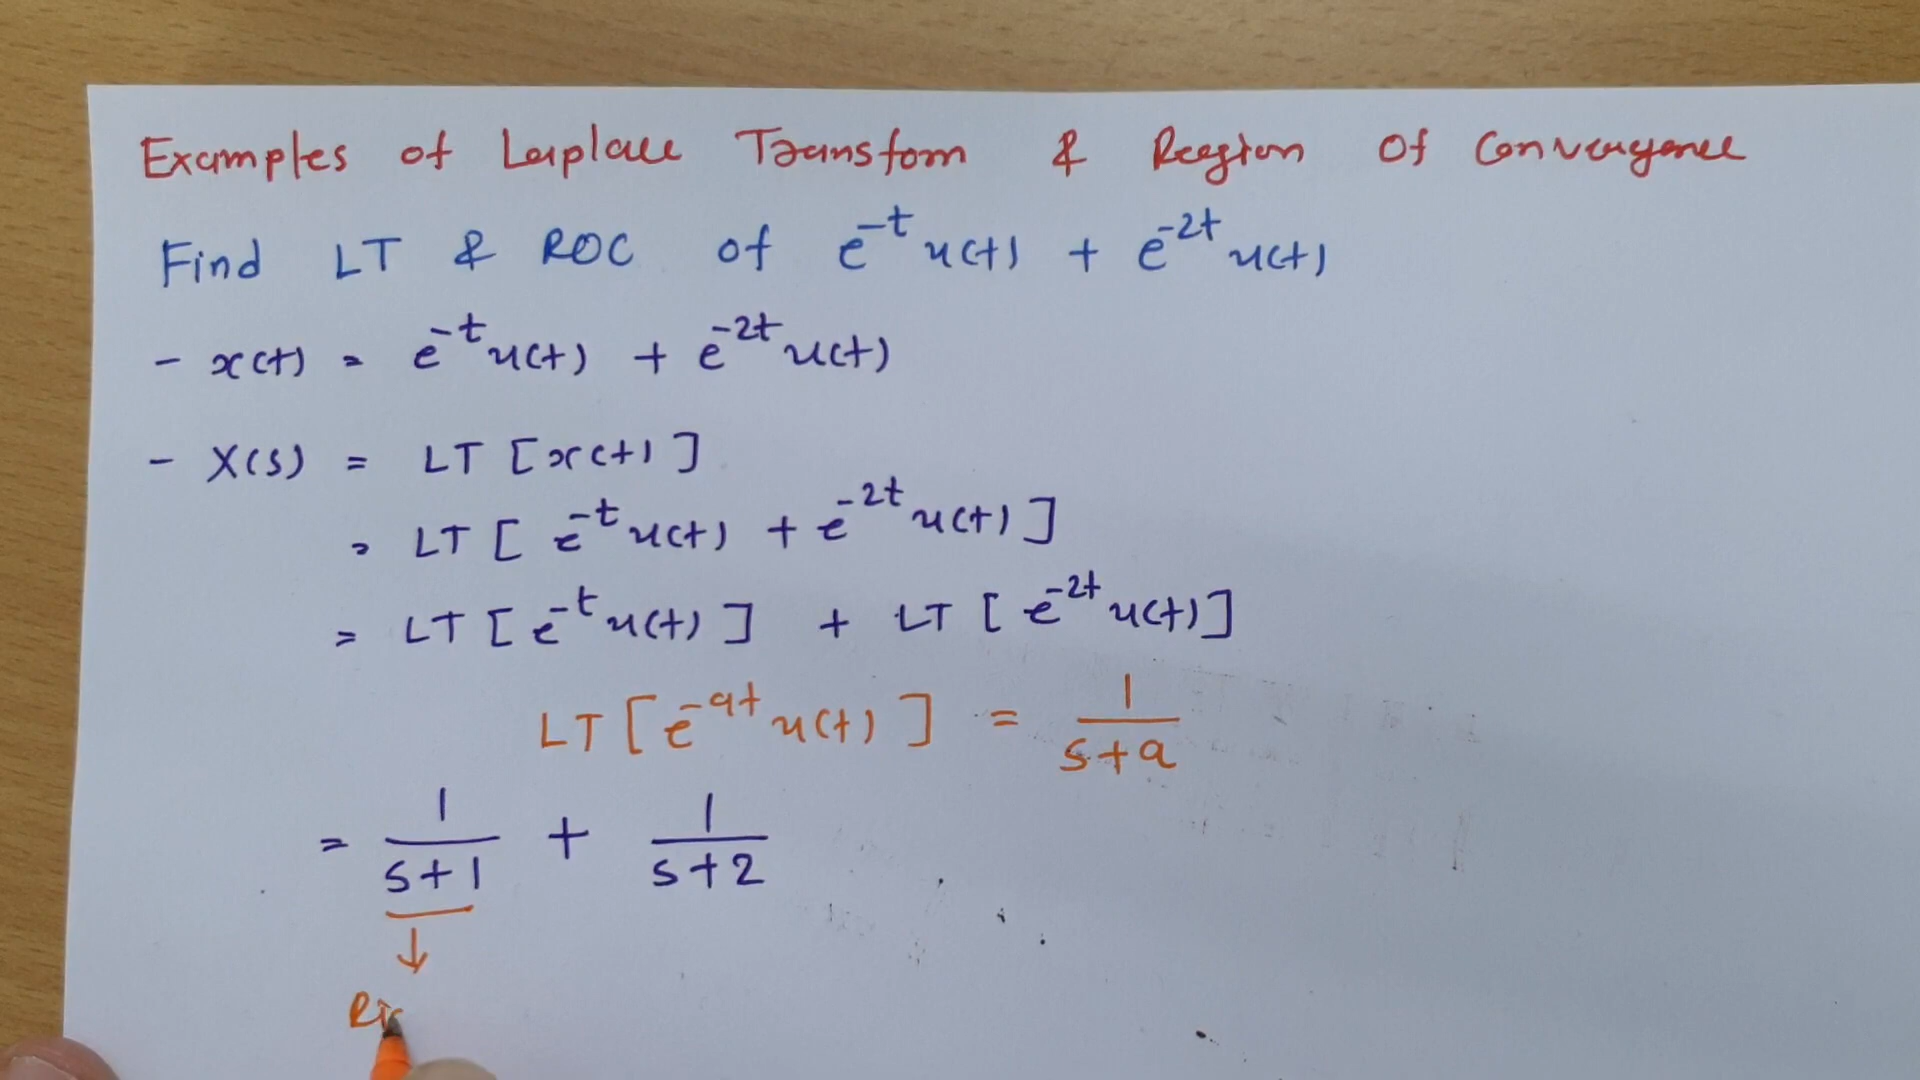 Examples of Laplace Transform & Region Of Convergence
Find LT & ROC of e^-t u(t) + e^-2t u(t)
- x(t) = e^-t u(t) + e^-2t u(t)
- X(s) = LT [x(t)]
= LT [ e^-t u(t) + e^-2t u(t) ]
= LT [ e^-t u(t) ] + LT [ e^-2t u(t) ]
LT [ e^-at u(t) ] = 1/(s+a)
= 1/(s+1) + 1/(s+2)
↓